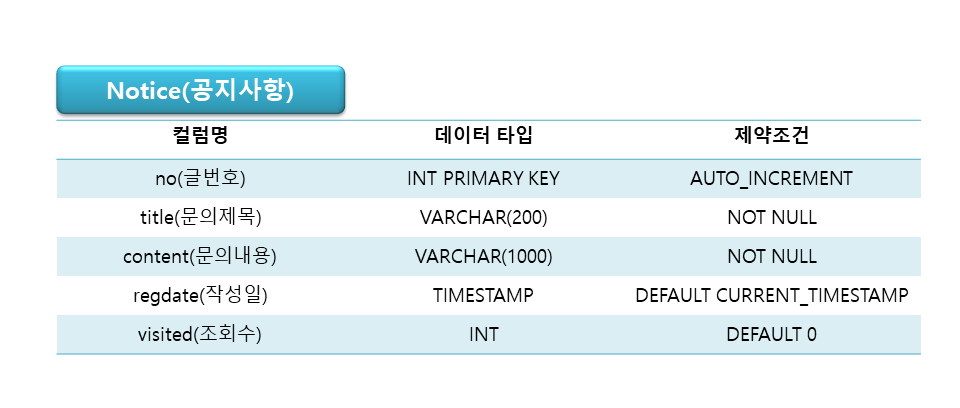 Notice(공지사항)
컬럼명 데이터 타입 제약조건
no(글번호) INT PRIMARY KEY AUTO_INCREMENT
title(문의제목) VARCHAR(200) NOT NULL
content(문의내용) VARCHAR(1000) NOT NULL
regdate(작성일) TIMESTAMP DEFAULT CURRENT_TIMESTAMP
visited(조회수) INT DEFAULT 0